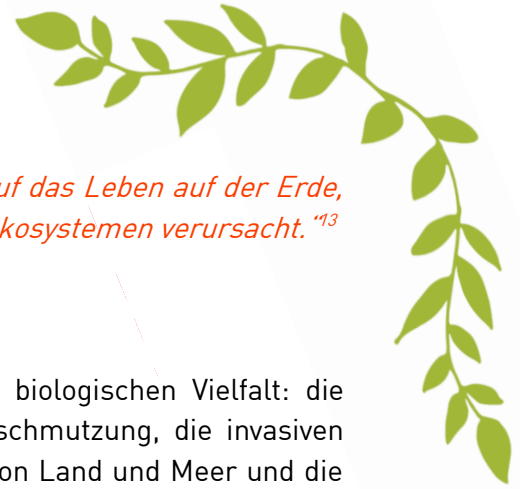 uf das Leben auf der Erde,
kosystemen verursacht.“13
biologischen Vielfalt: die
schmutzung, die invasiven
on Land und Meer und die